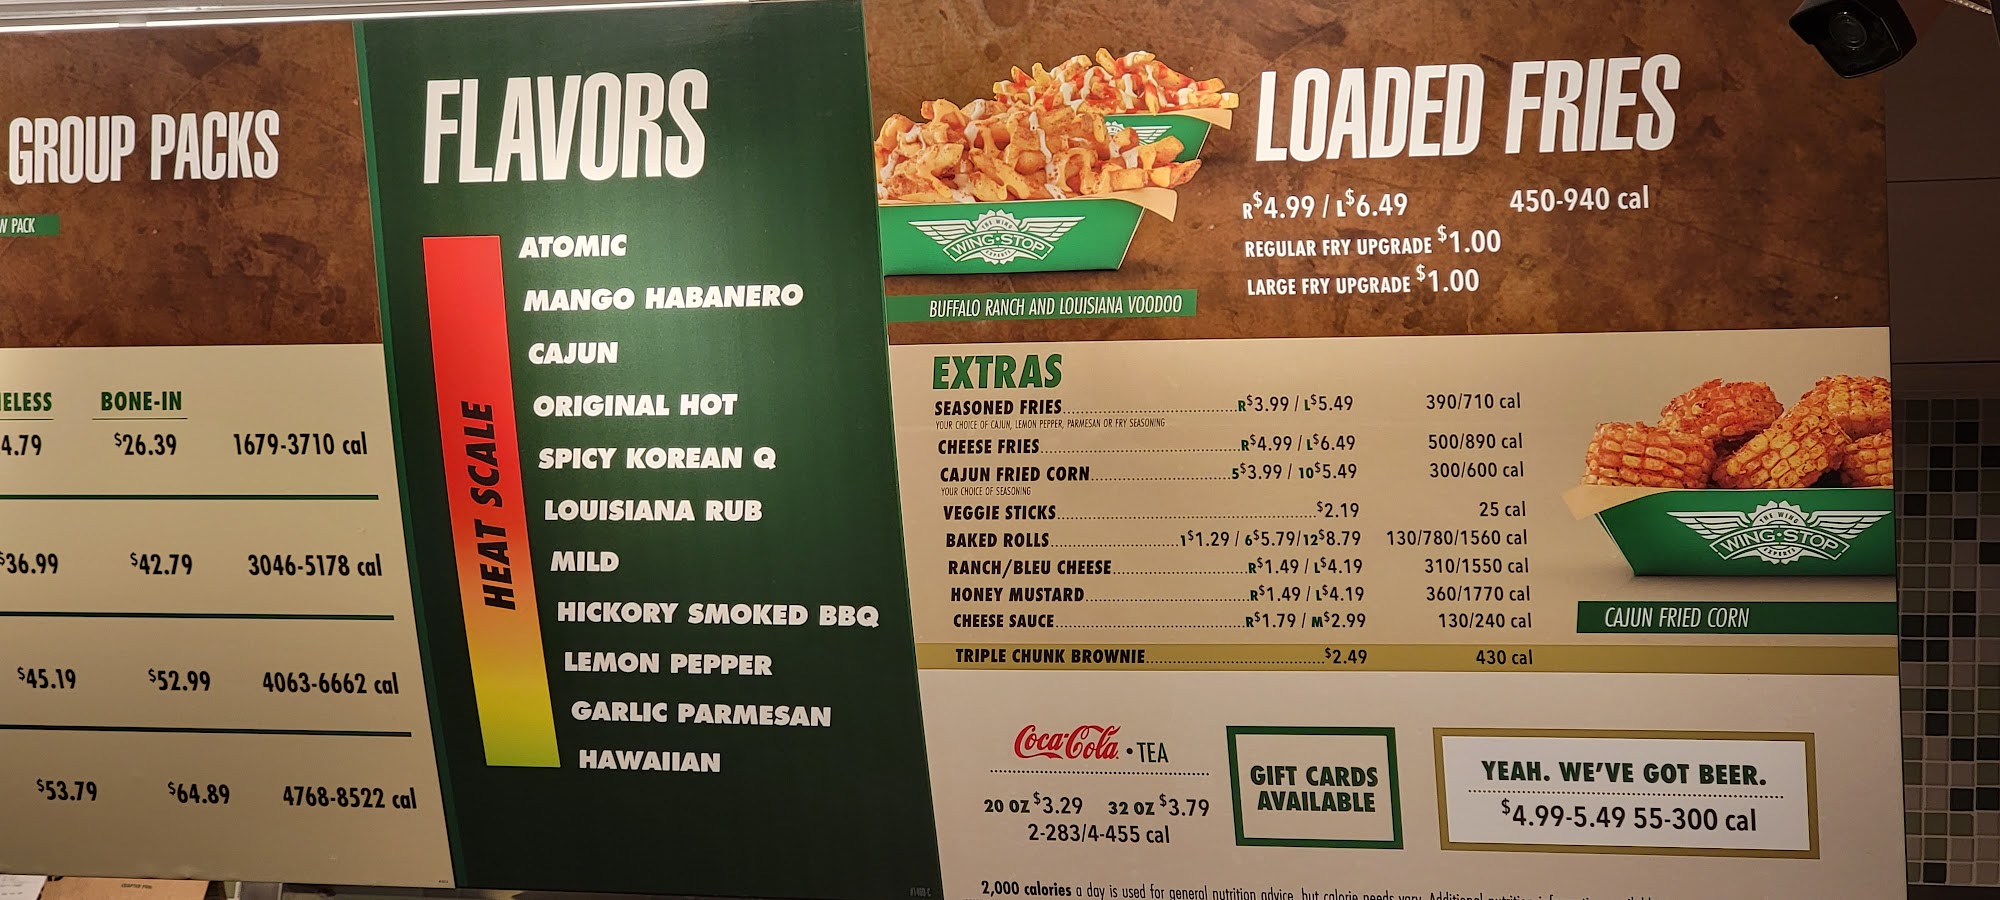 GROUP PACKS
PACK
BONE-IN
4.79 $26.39 1679-3710 cal
$36.99 $42.79 3046-5178 cal
$45.19 $52.99 4063-6662 cal
$53.79 $64.89 4768-8522 cal
FLAVORS
HEAT SCALE
ATOMIC
MANGO HABANERO
CAJUN
ORIGINAL HOT
SPICY KOREAN Q
LOUISIANA RUB
MILD
HICKORY SMOKED BBQ
LEMON PEPPER
GARLIC PARMESAN
HAWAIIAN
THE WING
WING·STOP
EXPERTS
BUFFALO RANCH AND LOUISIANA VOODOO
LOADED FRIES
R$4.99 / L$6.49 450-940 cal
REGULAR FRY UPGRADE $1.00
LARGE FRY UPGRADE $1.00
EXTRAS
SEASONED FRIES R$3.99 / L$5.49 390/710 cal
YOUR CHOICE OF CAJUN, LEMON PEPPER, PARMESAN OR FRY SEASONING
CHEESE FRIES R$4.99 / L$6.49 500/890 cal
CAJUN FRIED CORN 5$3.99 / 10$5.49 300/600 cal
YOUR CHOICE OF SEASONING
VEGGIE STICKS $2.19 25 cal
BAKED ROLLS 1$1.29 / 6$5.79/12$8.79 130/780/1560 cal
RANCH/BLEU CHEESE R$1.49 / L$4.19 310/1550 cal
HONEY MUSTARD R$1.49 / L$4.19 360/1770 cal
CHEESE SAUCE R$1.79 / M$2.99 130/240 cal
TRIPLE CHUNK BROWNIE $2.49 430 cal
THE WING
WING·STOP
EXPERTS
CAJUN FRIED CORN
Coca-Cola • TEA
20 OZ $3.29 32 OZ $3.79
2-283/4-455 cal
GIFT CARDS
AVAILABLE
YEAH. WE'VE GOT BEER.
$4.99-5.49 55-300 cal
2,000 calories a day is used for general nutrition advice, but calorie needs vary. Additional